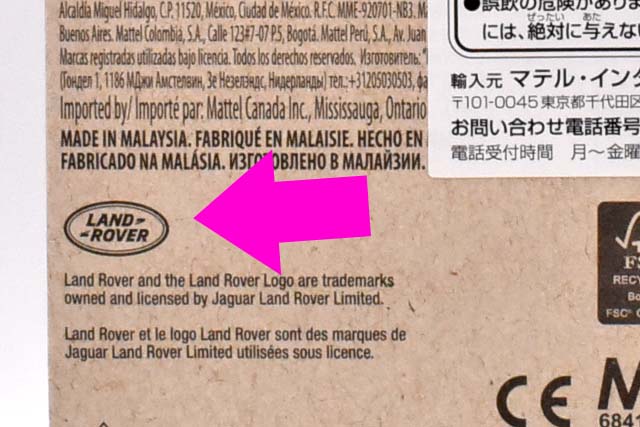 Alcaldía Miguel Hidalgo, C.P. 11520, México, Ciudad de México. R.F.C. MME-920701-NB3.
Buenos Aires. Mattel Colombia, S.A., Calle 123#7-07 P.5, Bogotá. Mattel Perú, S.A., Av. Juan
Marcas registradas utilizadas bajo licencia. Todos los derechos reservados. Изготовитель:
(Гондел 1, 1186 МДжи Амстелвин, Зе Незелэндс, Нидерланды) тел.: +31205030503,
Imported by/ Importé par: Mattel Canada Inc., Mississauga, Ontario
MADE IN MALAYSIA. FABRIQUÉ EN MALAISIE. HECHO EN
FABRICADO NA MALÁSIA. ИЗГОТОВЛЕНО В МАЛАЙЗИИ.
LAND
ROVER
Land Rover and the Land Rover Logo are trademarks
owned and licensed by Jaguar Land Rover Limited.
Land Rover et le logo Land Rover sont des marques de
Jaguar Land Rover Limited utilisées sous licence.
●誤飲の危険があり
には、絶対に与えな
輸入元 マテル・イン
〒101-0045 東京都千代田区
お問い合わせ電話番号
電話受付時間 月～金曜
FS
RECY
Bo
FSC®
CE
M
6841